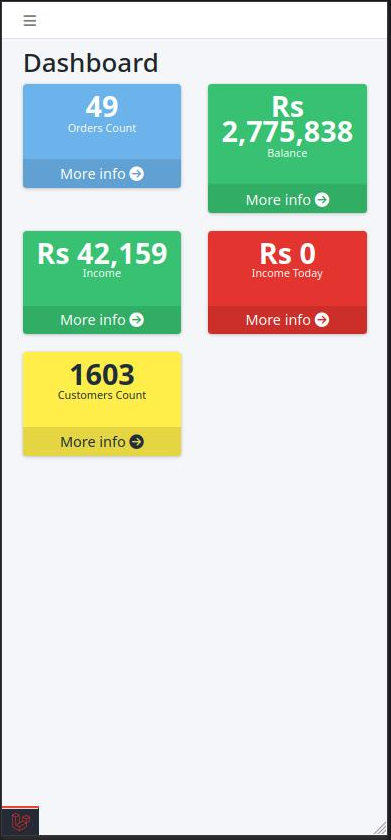 Dashboard
49
Orders Count
More info
Rs
2,775,838
Balance
More info
Rs 42,159
Income
More info
Rs 0
Income Today
More info
1603
Customers Count
More info